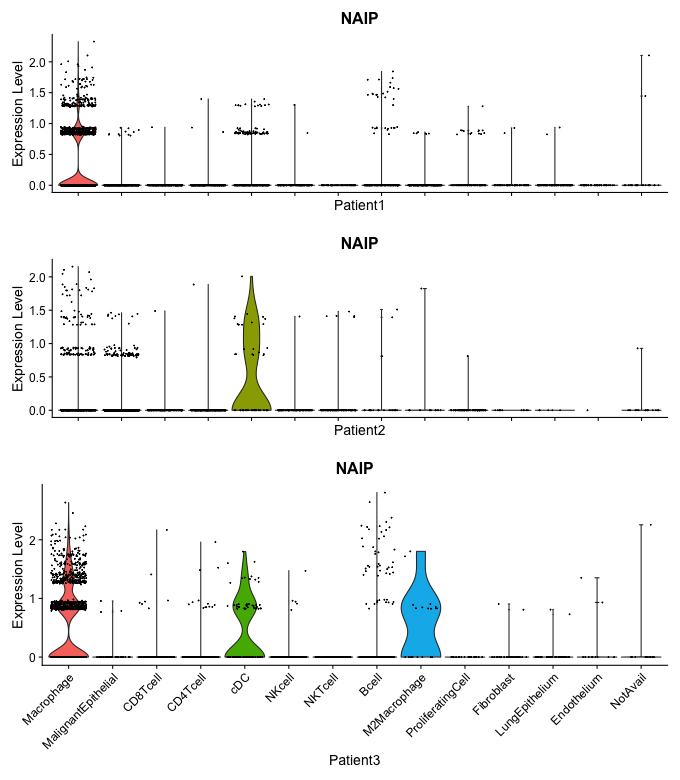 NAIP
Expression Level
2.0
1.5
1.0
0.5
0.0
Patient1
NAIP
Expression Level
2.0
1.5
1.0
0.5
0.0
Patient2
NAIP
Expression Level
2
1
0
Macrophage
MalignantEpithelial
CD8Tcell
CD4Tcell
cDC
NKcell
NKTcell
Bcell
M2Macrophage
ProliferatingCell
Fibroblast
LungEpithelium
Endothelium
NotAvail
Patient3